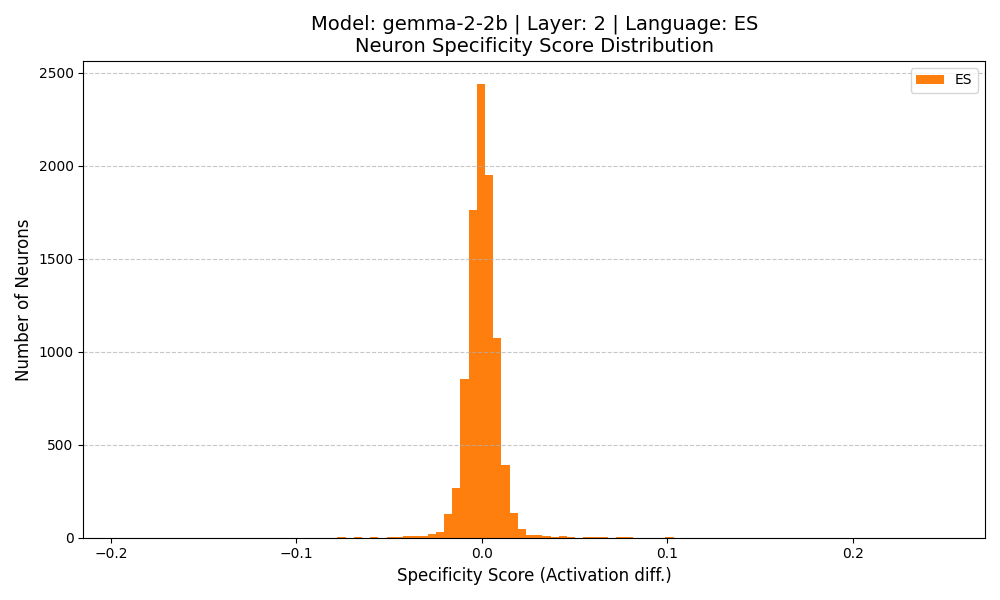 Model: gemma-2-2b | Layer: 2 | Language: ES
Neuron Specificity Score Distribution
ES
2500
2000
1500
1000
500
0
Number of Neurons
−0.2
−0.1
0.0
0.1
0.2
Specificity Score (Activation diff.)